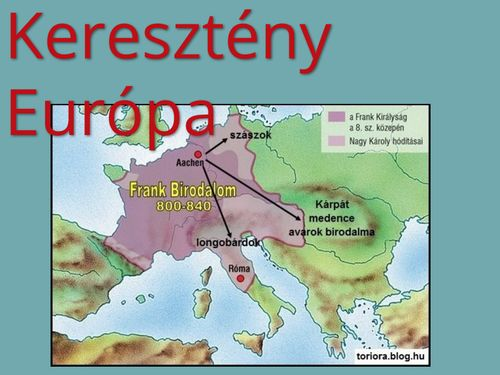 Keresztény
Európa
a Frank Királyság
a 8. sz. közepén
Nagy Károly hódításai
szászok
Aachen
Frank Birodalom
800-840
Kárpát
medence
avarok birodalma
longobárdok
Róma
toriora.blog.hu